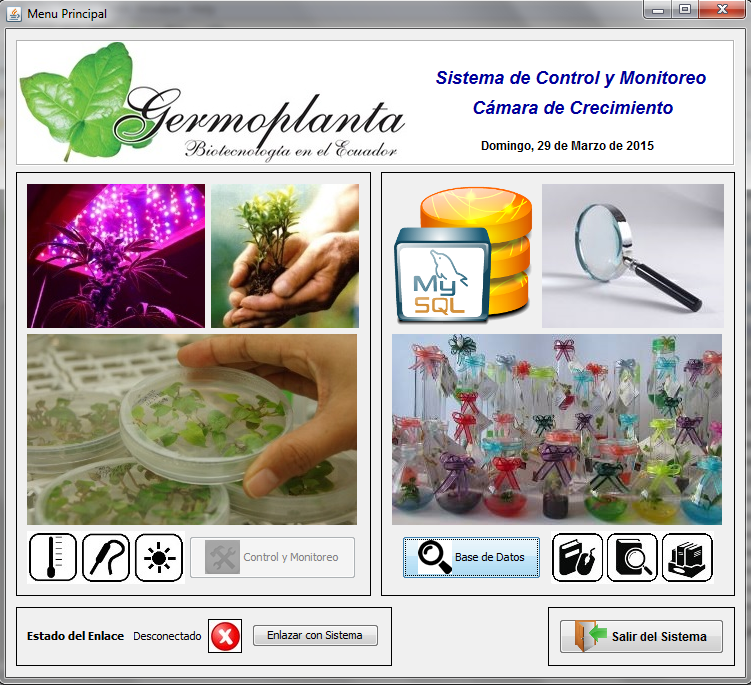 Menu Principal
Germoplanta
Biotecnología en el Ecuador
Sistema de Control y Monitoreo
Cámara de Crecimiento
Domingo, 29 de Marzo de 2015
My
SQL
Control y Monitoreo
Base de Datos
Estado del Enlace
Desconectado
Enlazar con Sistema
Salir del Sistema